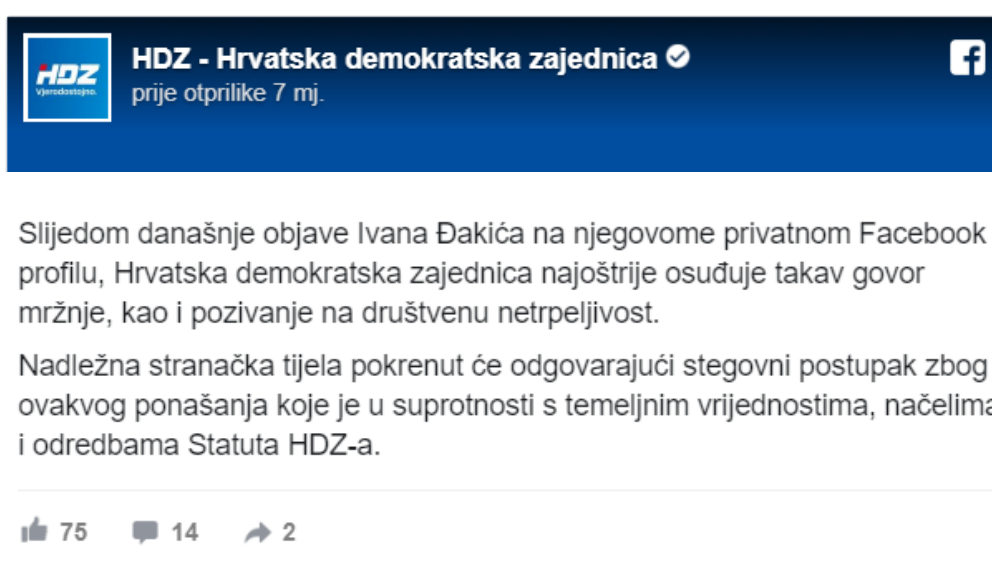 HDZ
Vjerodostojno.
HDZ - Hrvatska demokratska zajednica
prije otprilike 7 mj.
Slijedom današnje objave Ivana Đakića na njegovome privatnom Facebook
profilu, Hrvatska demokratska zajednica najoštrije osuđuje takav govor
mržnje, kao i pozivanje na društvenu netrpeljivost.
Nadležna stranačka tijela pokrenut će odgovarajući stegovni postupak zbog
ovakvog ponašanja koje je u suprotnosti s temeljnim vrijednostima, načelima
i odredbama Statuta HDZ-a.
75 14 2